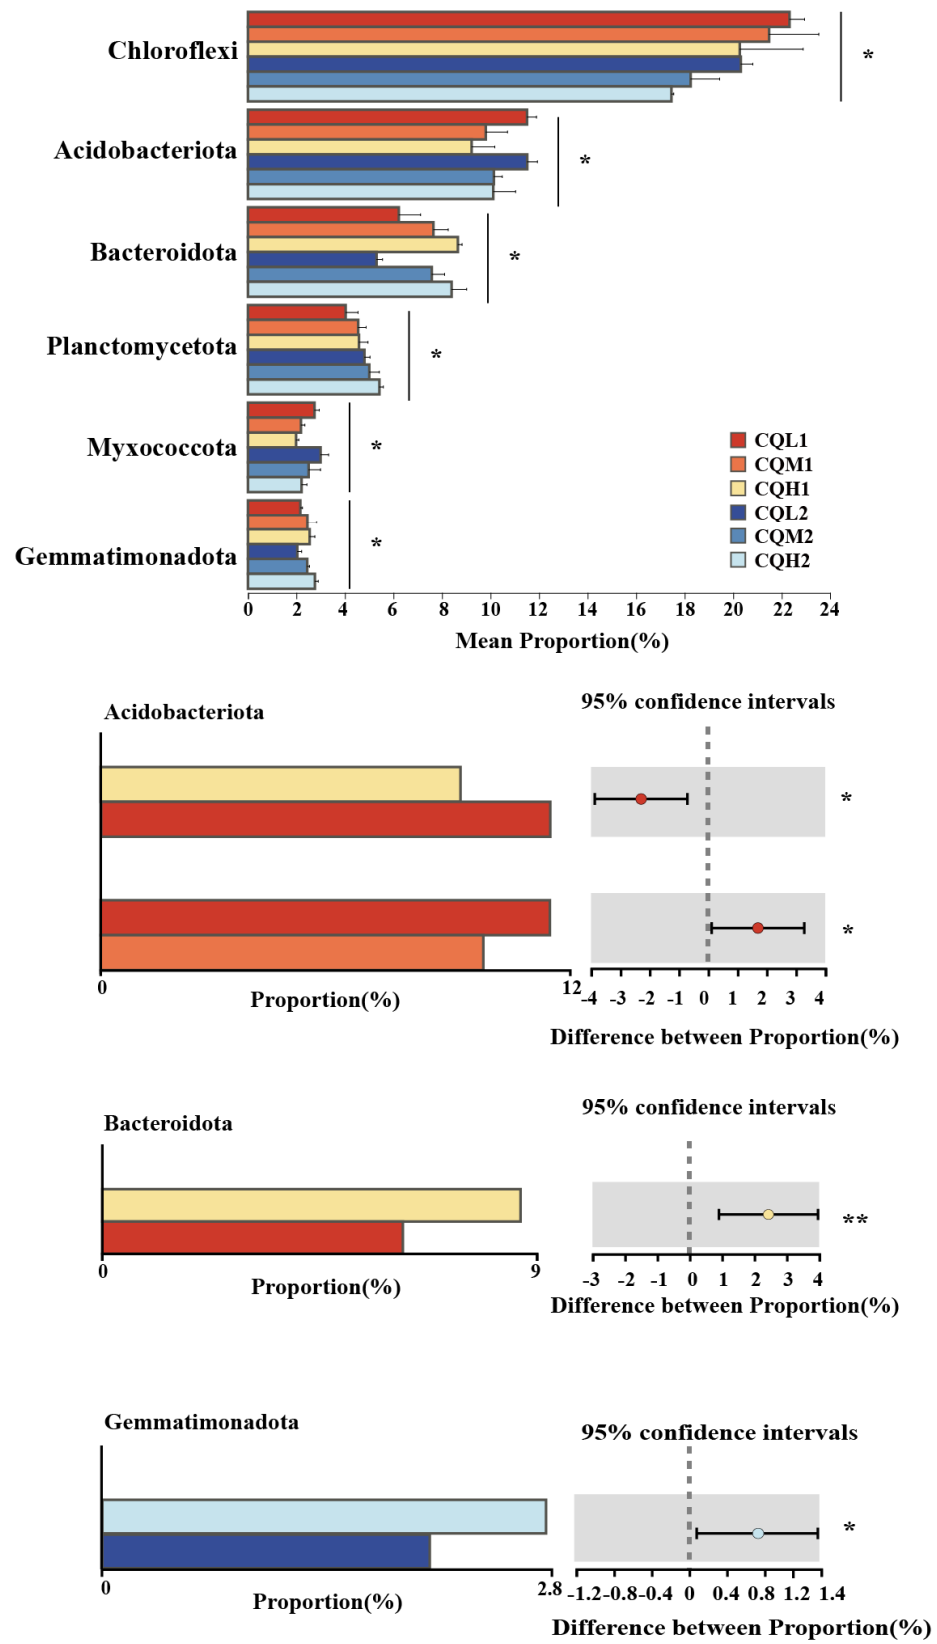 Chloroflexi
*
Acidobacteriota
*
Bacteroidota
*
Planctomycetota
*
Myxococcota
*
Gemmatimonadota
*
CQL1
CQM1
CQH1
CQL2
CQM2
CQH2
0 2 4 6 8 10 12 14 16 18 20 22 24
Mean Proportion(%)
Acidobacteriota
95% confidence intervals
*
*
0 12
Proportion(%)
-4 -3 -2 -1 0 1 2 3 4
Difference between Proportion(%)
Bacteroidota
95% confidence intervals
**
0 9
Proportion(%)
-3 -2 -1 0 1 2 3 4
Difference between Proportion(%)
Gemmatimonadota
95% confidence intervals
*
0 2.8
Proportion(%)
-1.2 -0.8 -0.4 0 0.4 0.8 1.2 1.4
Difference between Proportion(%)